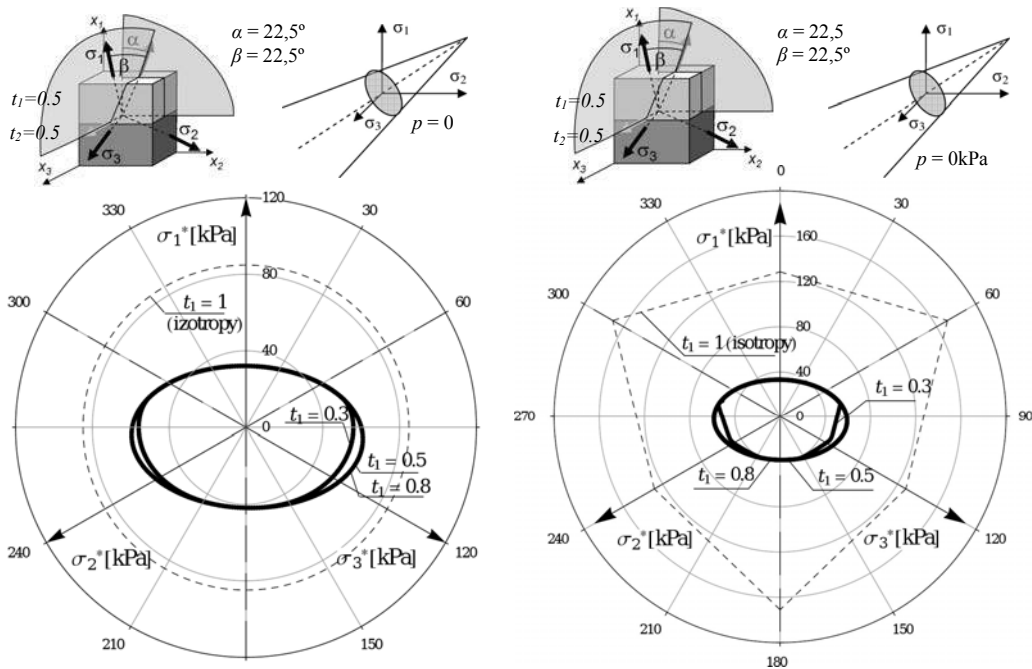 x₁
σ₁
α
β
α = 22,5º
β = 22,5º
t₁=0.5
t₂=0.5
σ₂
σ₃
x₂
x₃
σ₁
σ₂
σ₃
p = 0
120
330
30
σ₁*[kPa]
80
300
60
t₁ = 1
(izotropy)
40
0
t₁ = 0.3
t₁ = 0.5
t₁ = 0.8
240
σ₂*[kPa]
σ₃*[kPa]
120
210
150
x₁
σ₁
α
β
α = 22,5
β = 22,5º
t₁=0.5
t₂=0.5
σ₂
σ₃
x₂
x₃
σ₁
σ₂
σ₃
p = 0kPa
0
330
30
σ₁*[kPa]
160
120
300
60
80
t₁ = 1 (isotropy)
40
t₁ = 0.3
270
0
90
t₁ = 0.8
t₁ = 0.5
240
σ₂*[kPa]
σ₃*[kPa]
120
210
150
180